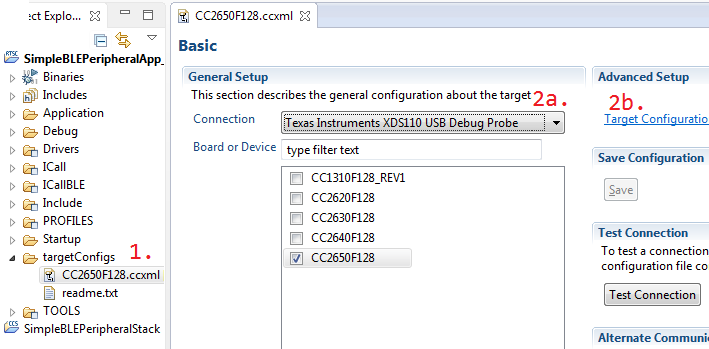 ct Explo...
SimpleBLEPeripheralApp_
Binaries
Includes
Application
Debug
Drivers
ICall
ICallBLE
Include
PROFILES
Startup
targetConfigs
1.
CC2650F128.ccxml
readme.txt
TOOLS
SimpleBLEPeripheralStack
CC2650F128.ccxml
Basic
General Setup
This section describes the general configuration about the target
2a.
Connection
Texas Instruments XDS110 USB Debug Probe
Board or Device
type filter text
CC1310F128_REV1
CC2620F128
CC2630F128
CC2640F128
CC2650F128
Advanced Setup
2b.
Target Configuratio
Save Configuration
Save
Test Connection
To test a connection
configuration file co
Test Connection
Alternate Communic